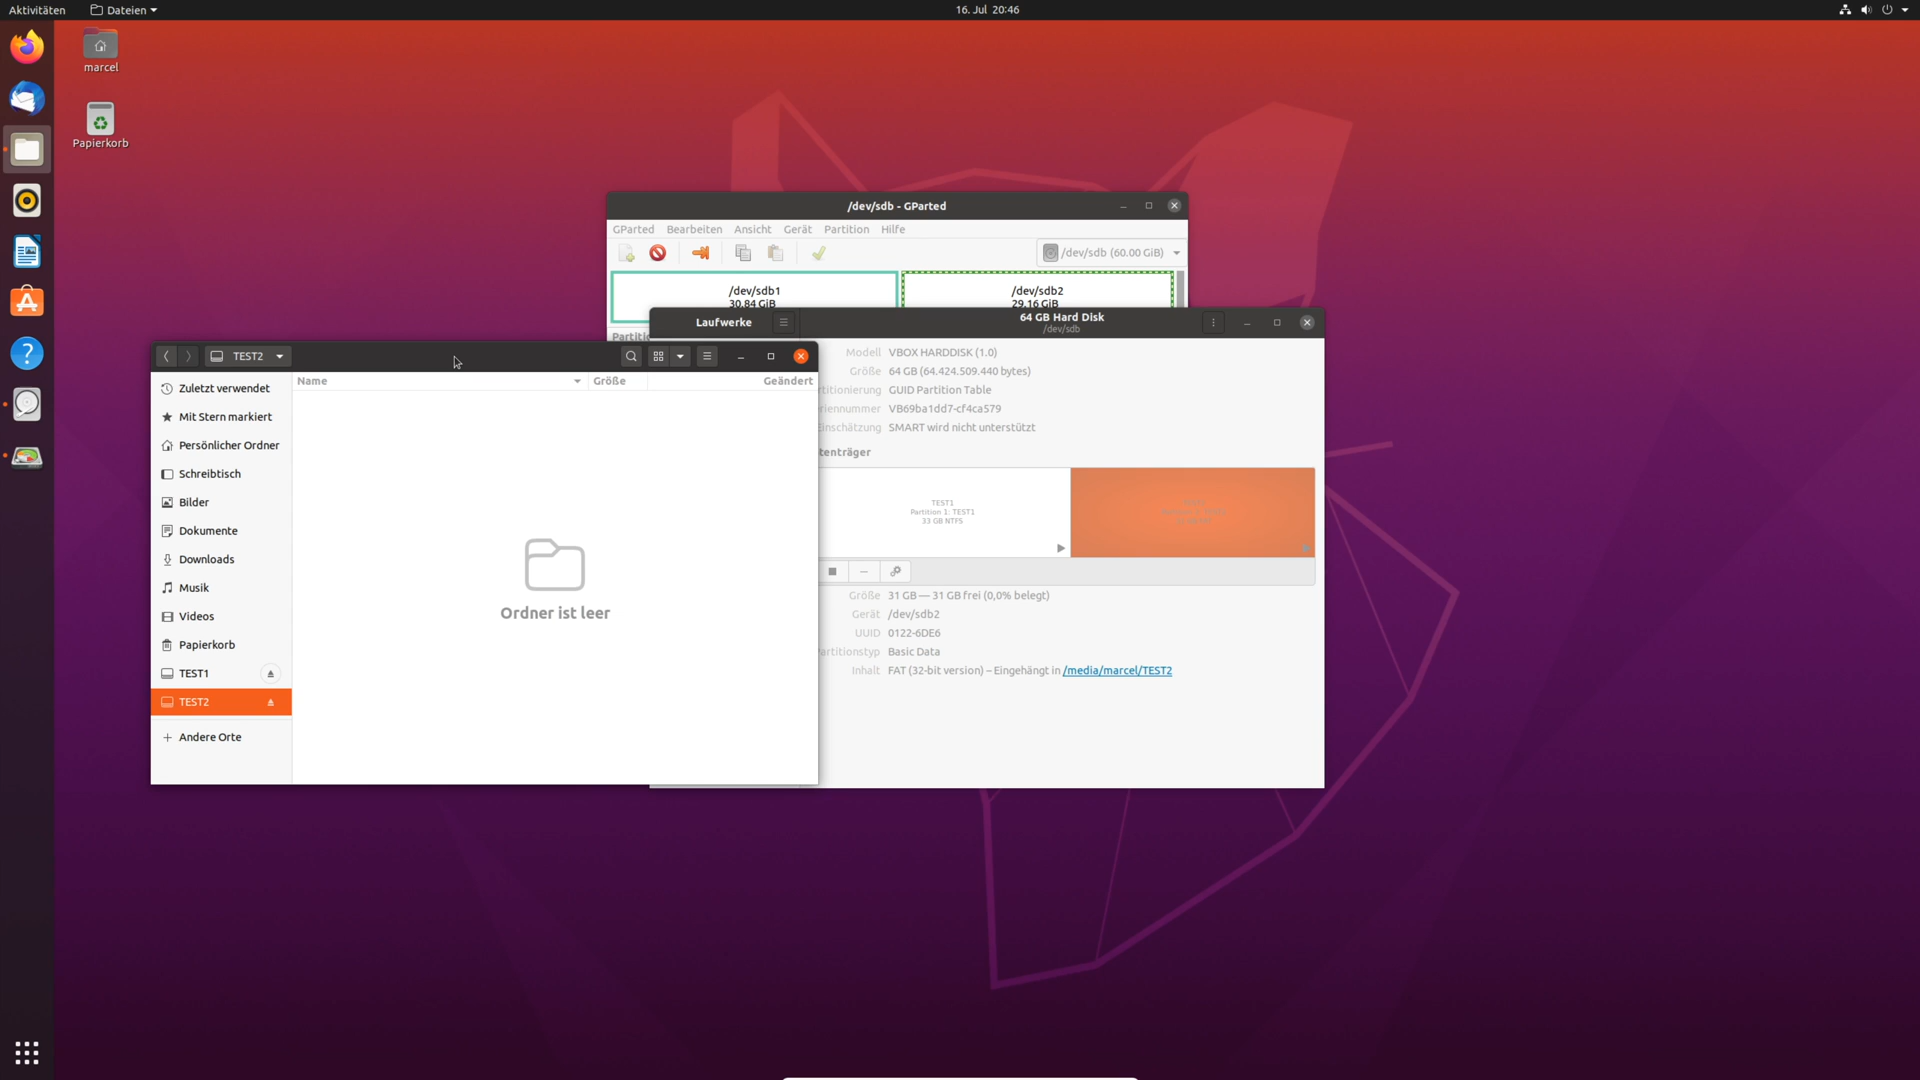 Aktivitäten
Dateien
16. Jul 20:46
marcel
Papierkorb
/dev/sdb - GParted
GParted Bearbeiten Ansicht Gerät Partition Hilfe
/dev/sdb (60.00 GiB)
/dev/sdb1
30.84 GiB
/dev/sdb2
29.16 GiB
Partitio
Laufwerke
64 GB Hard Disk
/dev/sdb
Modell VBOX HARDDISK (1.0)
Größe 64 GB (64.424.509.440 bytes)
rtitionierung GUID Partition Table
riennummer VB69ba1dd7-cf4ca579
Einschätzung SMART wird nicht unterstützt
tenträger
TEST1
Partition 1: TEST1
33 GB NTFS
Größe 31 GB — 31 GB frei (0,0% belegt)
Gerät /dev/sdb2
UUID 0122-6DE6
artitionstyp Basic Data
Inhalt FAT (32-bit version) – Eingehängt in /media/marcel/TEST2
TEST2
Name Größe Geändert
Zuletzt verwendet
Mit Stern markiert
Persönlicher Ordner
Schreibtisch
Bilder
Dokumente
Downloads
Musik
Videos
Papierkorb
TEST1
TEST2
Andere Orte
Ordner ist leer